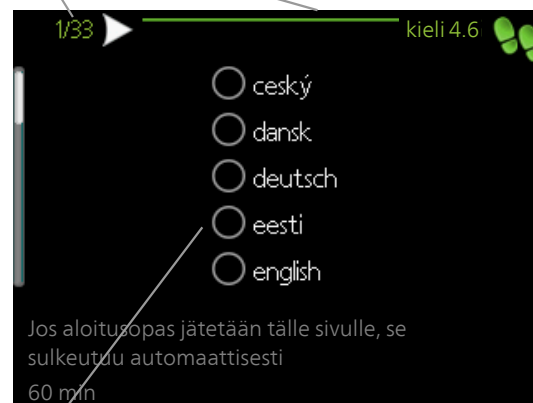 1/33
kieli 4.6
ceský
dansk
deutsch
eesti
english
Jos aloitusopas jätetään tälle sivulle, se
sulkeutuu automaattisesti
60 min